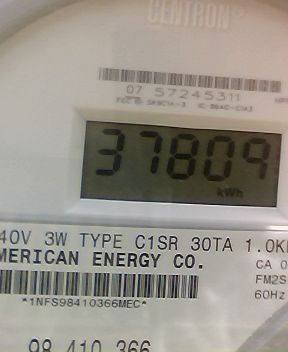 CENTRON®
07 57245311
37809
kWh
40V 3W TYPE C1SR 30TA 1.0K
MERICAN ENERGY CO.
CA 0
FM2S
60Hz
*1NFS98410366MEC*
98 410 366